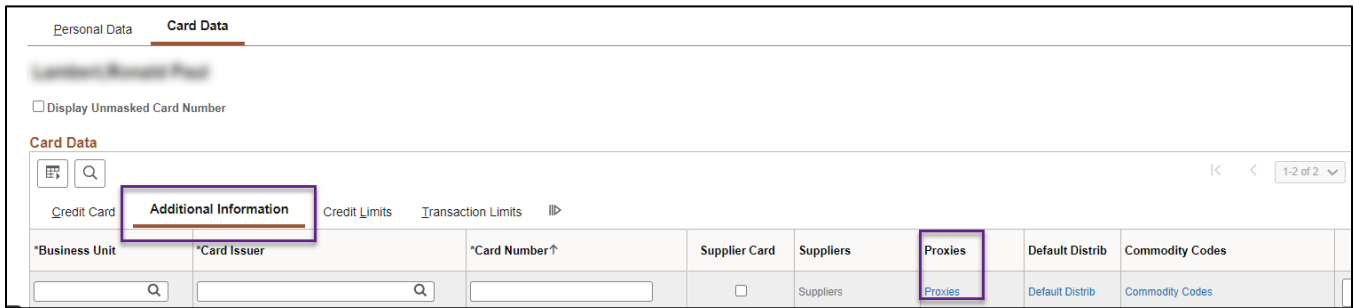 Personal Data Card Data
Display Unmasked Card Number
Card Data
1-2 of 2
Credit Card Additional Information Credit Limits Transaction Limits
*Business Unit *Card Issuer *Card Number↑ Supplier Card Suppliers Proxies Default Distrib Commodity Codes
Suppliers Proxies Default Distrib Commodity Codes